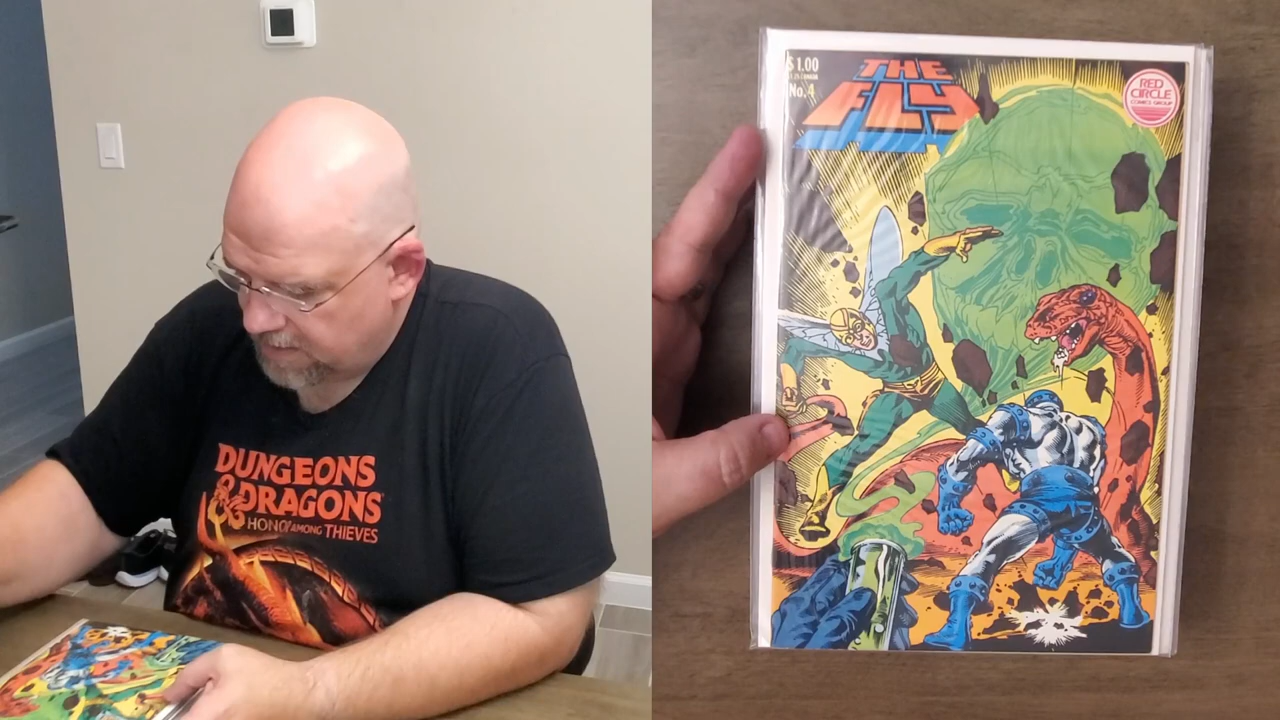 DUNGEONS
& DRAGONS
HONOR AMONG THIEVES
$1.00
No. 4
THE
FLY
RED
CIRCLE
COMICS GROUP